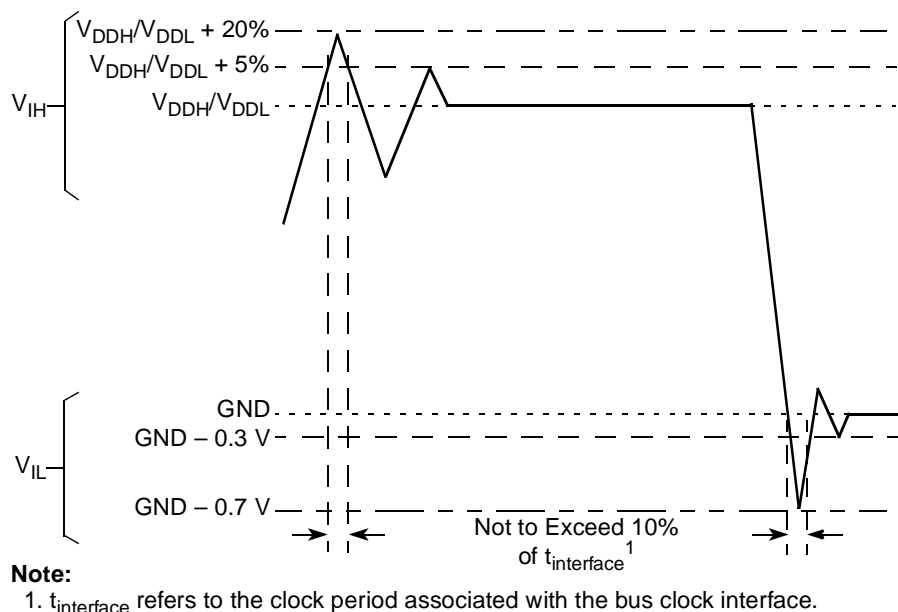 V_DDH/V_DDL + 20%
V_DDH/V_DDL + 5%
V_IH
V_DDH/V_DDL
GND
GND – 0.3 V
V_IL
GND – 0.7 V
Not to Exceed 10%
of t_interface^1
Note:
1. t_interface refers to the clock period associated with the bus clock interface.